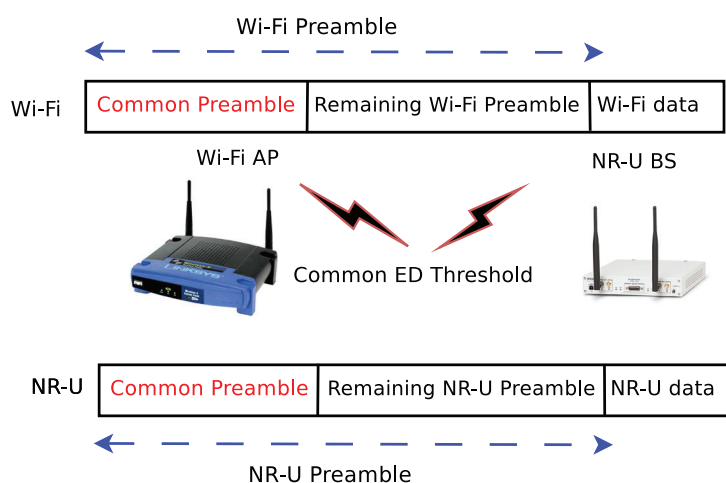 Wi-Fi Preamble
Wi-Fi
Common Preamble
Remaining Wi-Fi Preamble
Wi-Fi data
Wi-Fi AP
NR-U BS
LINKSYS
Common ED Threshold
NR-U
Common Preamble
Remaining NR-U Preamble
NR-U data
NR-U Preamble